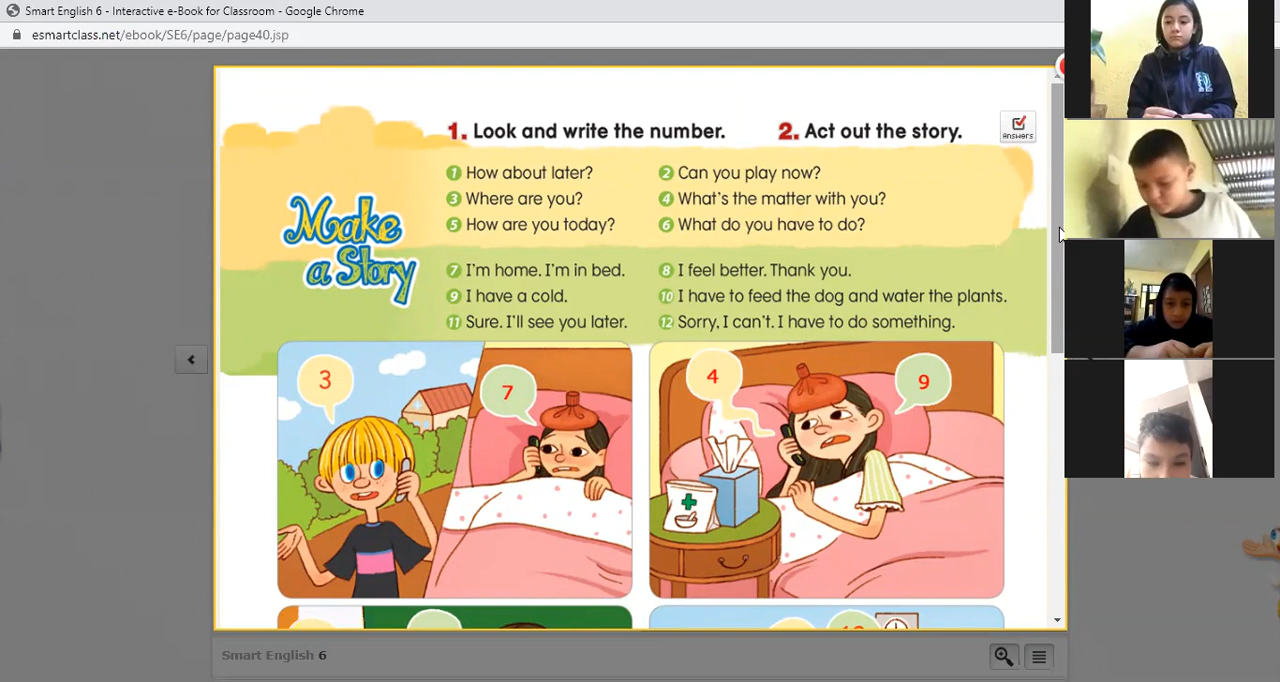 Smart English 6 - Interactive e-Book for Classroom - Google Chrome
esmartclass.net/ebook/SE6/page/page40.jsp
1. Look and write the number. 2. Act out the story.
Answers
Make
a Story
1 How about later? 2 Can you play now?
3 Where are you? 4 What's the matter with you?
5 How are you today? 6 What do you have to do?
7 I'm home. I'm in bed. 8 I feel better. Thank you.
9 I have a cold. 10 I have to feed the dog and water the plants.
11 Sure. I'll see you later. 12 Sorry, I can't. I have to do something.
3 7 4 9
Smart English 6